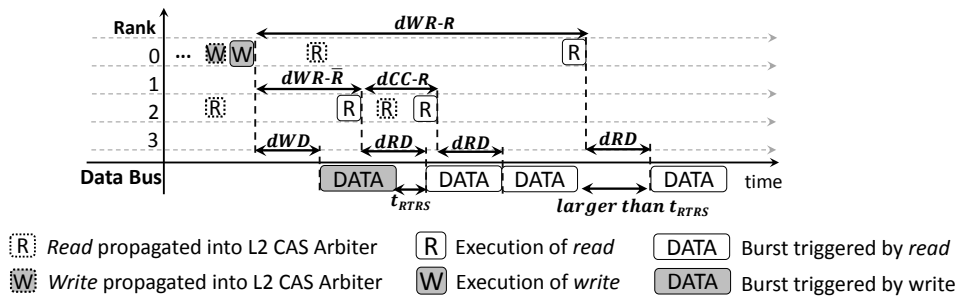 Rank
dWR-R
0 ... W W R R
1 dWR-R̅ dCC-R
2 R R R R
3 dWD dRD dRD dRD
Data Bus DATA DATA DATA DATA time
tRTRS larger than tRTRS
R Read propagated into L2 CAS Arbiter R Execution of read DATA Burst triggered by read
W Write propagated into L2 CAS Arbiter W Execution of write DATA Burst triggered by write